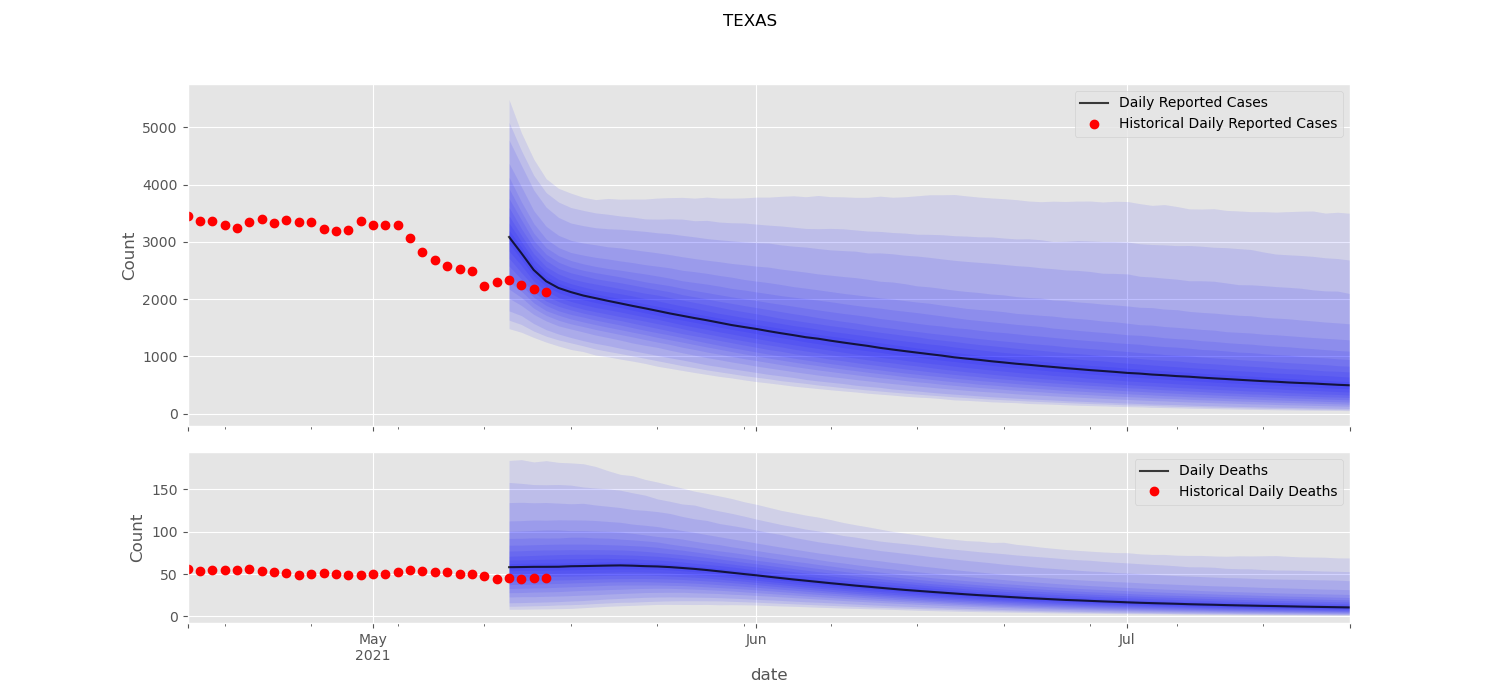 TEXAS
Count
5000
4000
3000
2000
1000
0
Daily Reported Cases
Historical Daily Reported Cases
Count
150
100
50
0
Daily Deaths
Historical Daily Deaths
May
2021
Jun
Jul
date